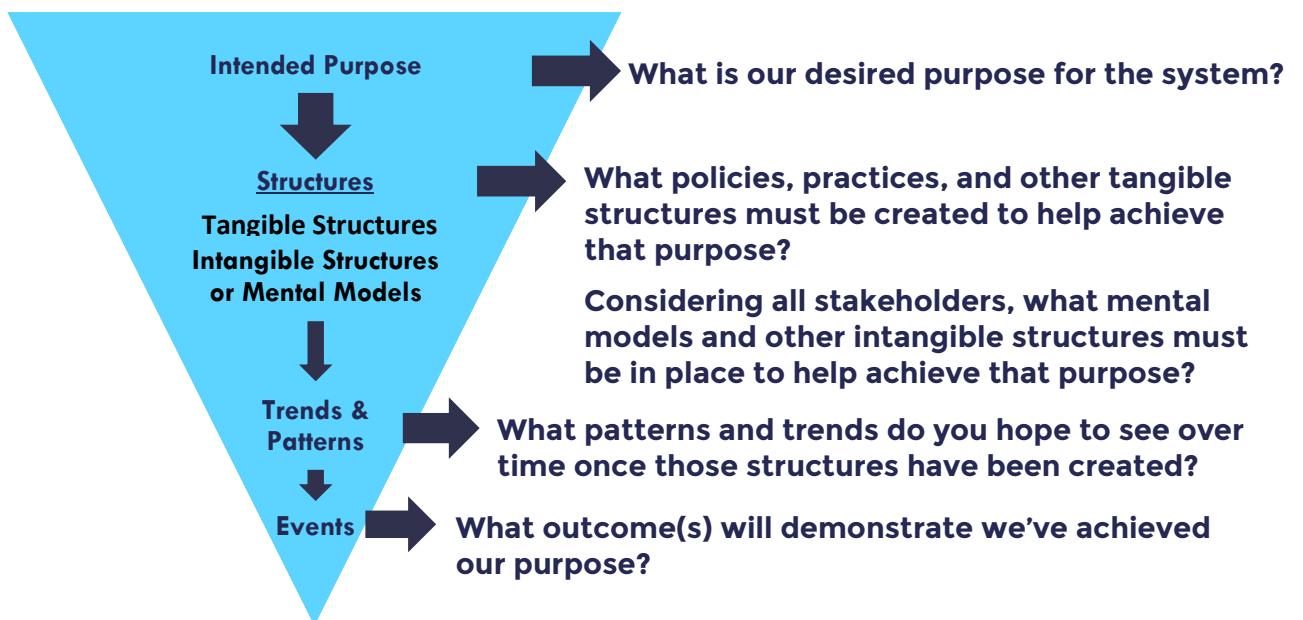 Intended Purpose
What is our desired purpose for the system?
Structures
Tangible Structures
Intangible Structures
or Mental Models
What policies, practices, and other tangible
structures must be created to help achieve
that purpose?
Considering all stakeholders, what mental
models and other intangible structures must
be in place to help achieve that purpose?
Trends &
Patterns
What patterns and trends do you hope to see over
time once those structures have been created?
Events
What outcome(s) will demonstrate we’ve achieved
our purpose?